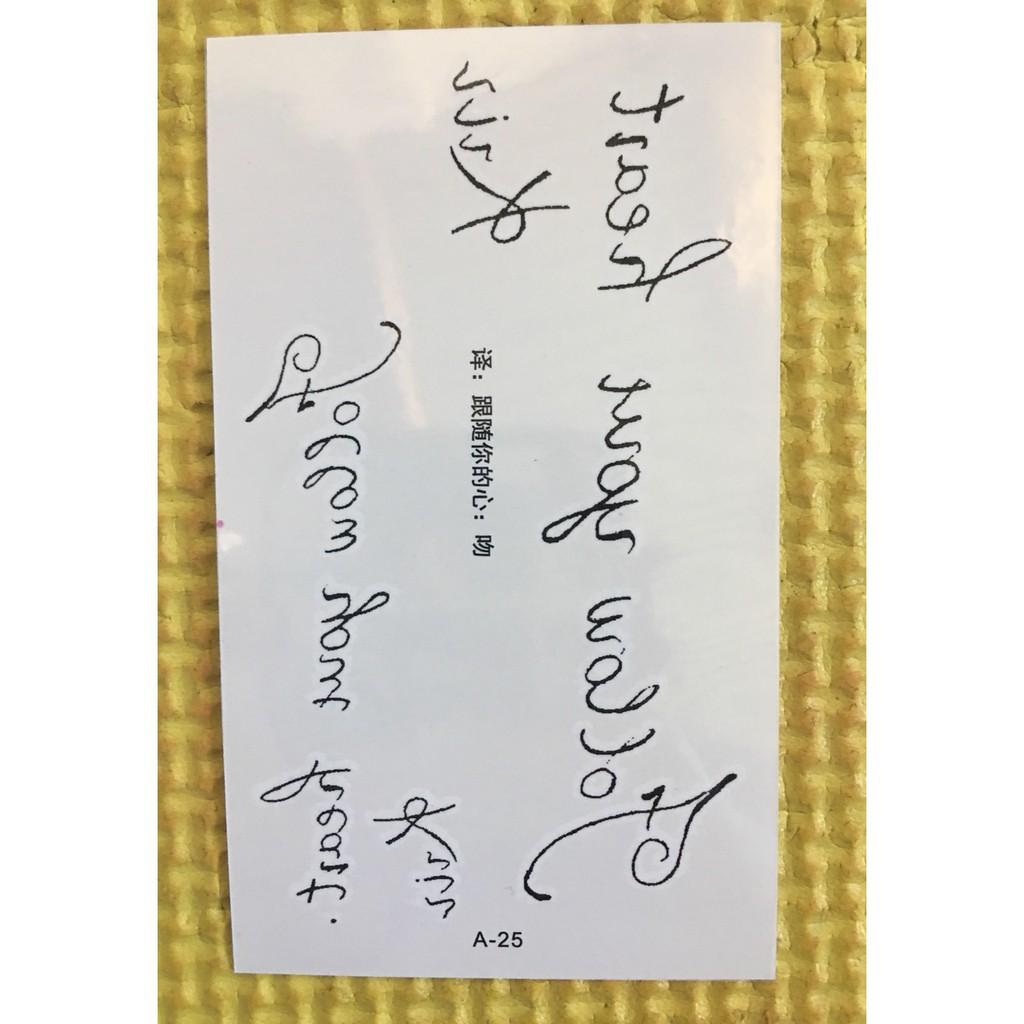 Follow your heart
Kiss
译：跟随你的心：吻
Follow your heart.
Kiss
A-25